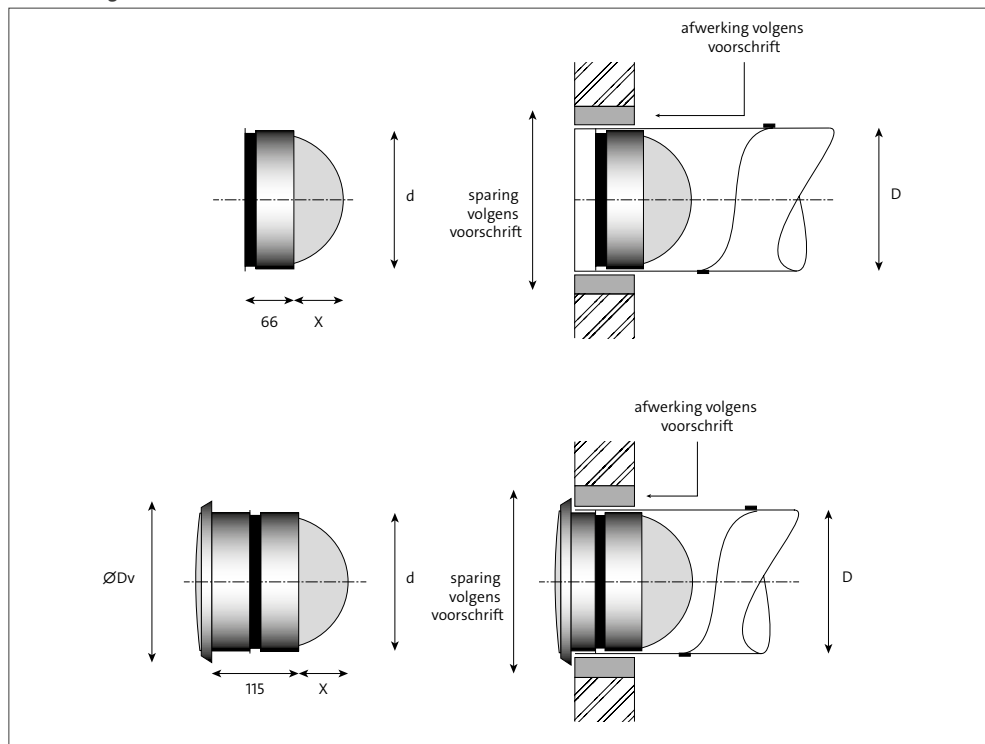 afwerking volgens
voorschrift
d
sparing
volgens
voorschrift
D
66
X
afwerking volgens
voorschrift
ØDv
d
sparing
volgens
voorschrift
D
115
X